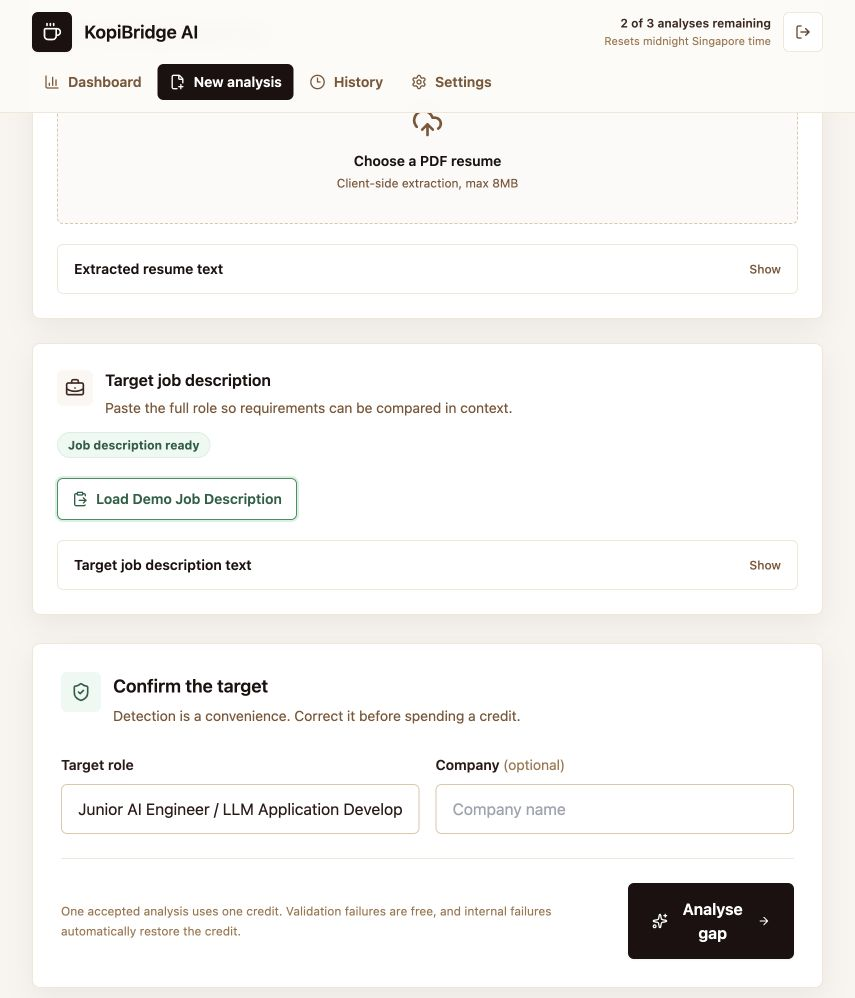 KopiBridge AI
2 of 3 analyses remaining
Resets midnight Singapore time
Dashboard
New analysis
History
Settings
Choose a PDF resume
Client-side extraction, max 8MB
Extracted resume text
Show
Target job description
Paste the full role so requirements can be compared in context.
Job description ready
Load Demo Job Description
Target job description text
Show
Confirm the target
Detection is a convenience. Correct it before spending a credit.
Target role
Company (optional)
Junior AI Engineer / LLM Application Develop
Company name
One accepted analysis uses one credit. Validation failures are free, and internal failures
automatically restore the credit.
Analyse
gap